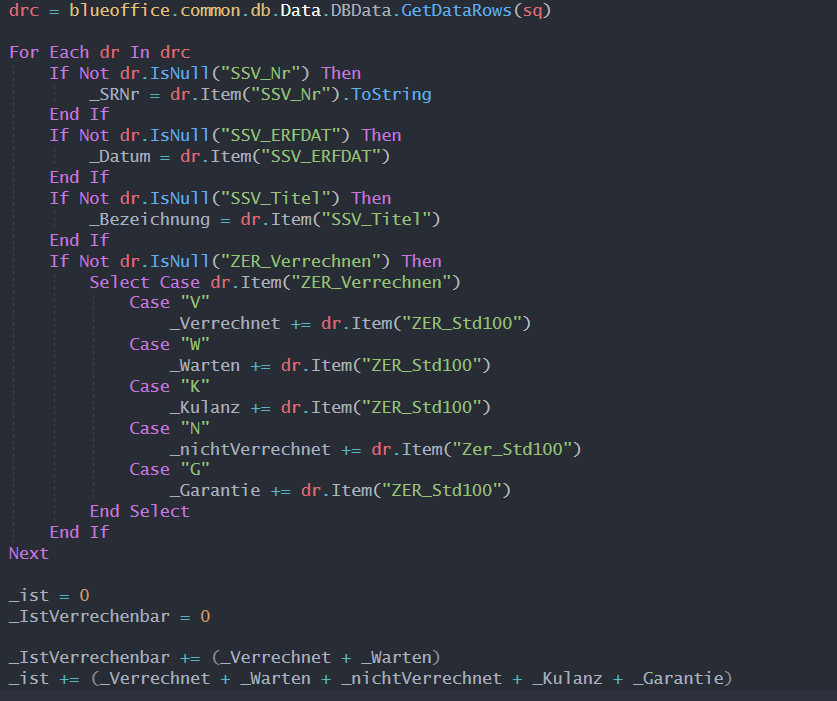 drc = blueoffice.common.db.Data.DBData.GetDataRows(sq)

For Each dr In drc
    If Not dr.IsNull("SSV_Nr") Then
        _SRNr = dr.Item("SSV_Nr").ToString
    End If
    If Not dr.IsNull("SSV_ERFDAT") Then
        _Datum = dr.Item("SSV_ERFDAT")
    End If
    If Not dr.IsNull("SSV_Titel") Then
        _Bezeichnung = dr.Item("SSV_Titel")
    End If
    If Not dr.IsNull("ZER_Verrechnen") Then
        Select Case dr.Item("ZER_Verrechnen")
            Case "V"
                _Verrechnet += dr.Item("ZER_Std100")
            Case "W"
                _Warten += dr.Item("ZER_Std100")
            Case "K"
                _Kulanz += dr.Item("ZER_Std100")
            Case "N"
                _nichtVerrechnet += dr.Item("Zer_Std100")
            Case "G"
                _Garantie += dr.Item("ZER_Std100")
        End Select
    End If
Next

_ist = 0
_IstVerrechenbar = 0

_IstVerrechenbar += (_Verrechnet + _Warten)
_ist += (_Verrechnet + _Warten + _nichtVerrechnet + _Kulanz + _Garantie)